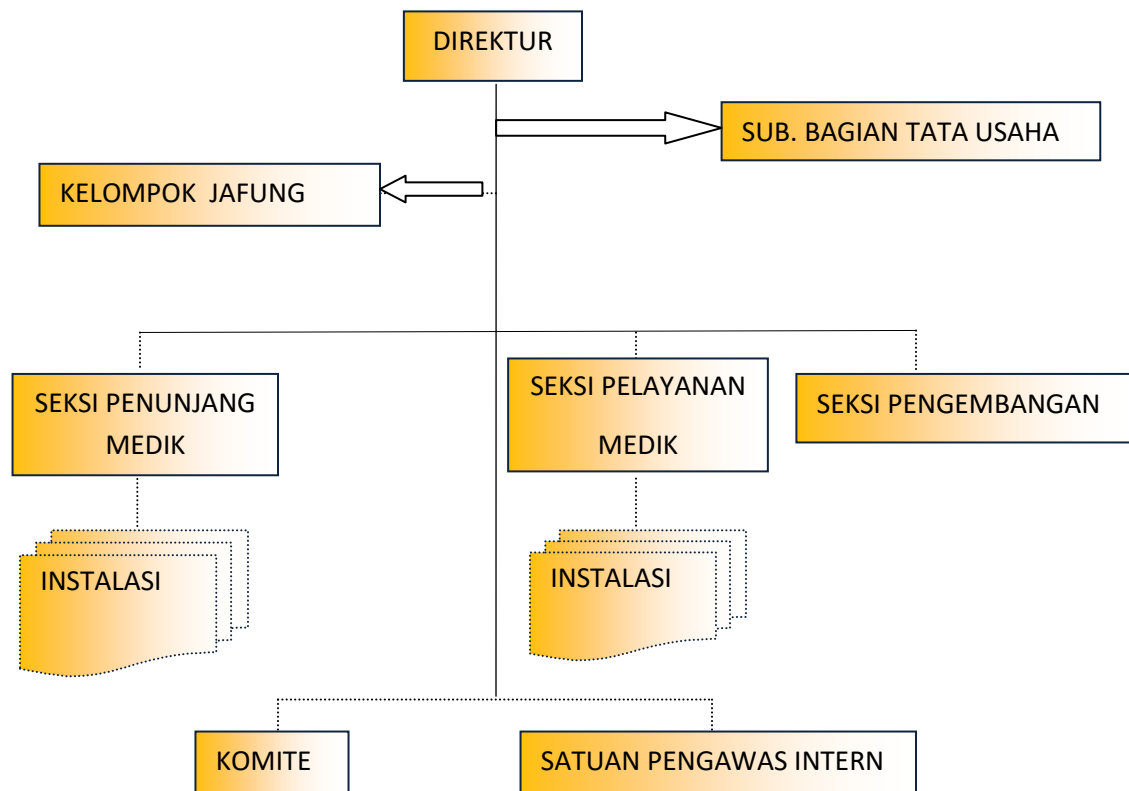 DIREKTUR
SUB. BAGIAN TATA USAHA
KELOMPOK JAFUNG
SEKSI PENUNJANG
MEDIK
SEKSI PELAYANAN
MEDIK
SEKSI PENGEMBANGAN
INSTALASI
INSTALASI
KOMITE
SATUAN PENGAWAS INTERN